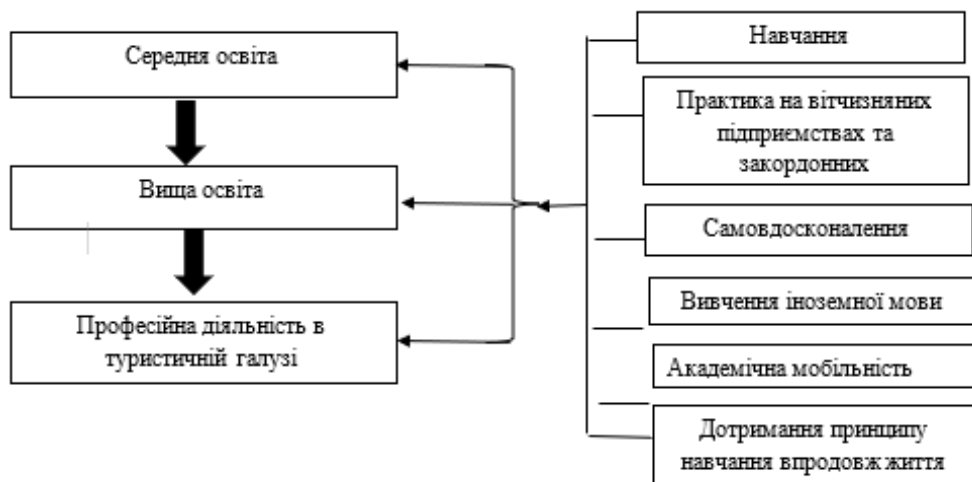 Середня освіта
Вища освіта
Професійна діяльність в
туристичній галузі
Навчання
Практика на вітчизняних
підприємствах та
закордонних
Самовдосконалення
Вивчення іноземної мови
Академічна мобільність
Дотримання принципу
навчання впродовж життя